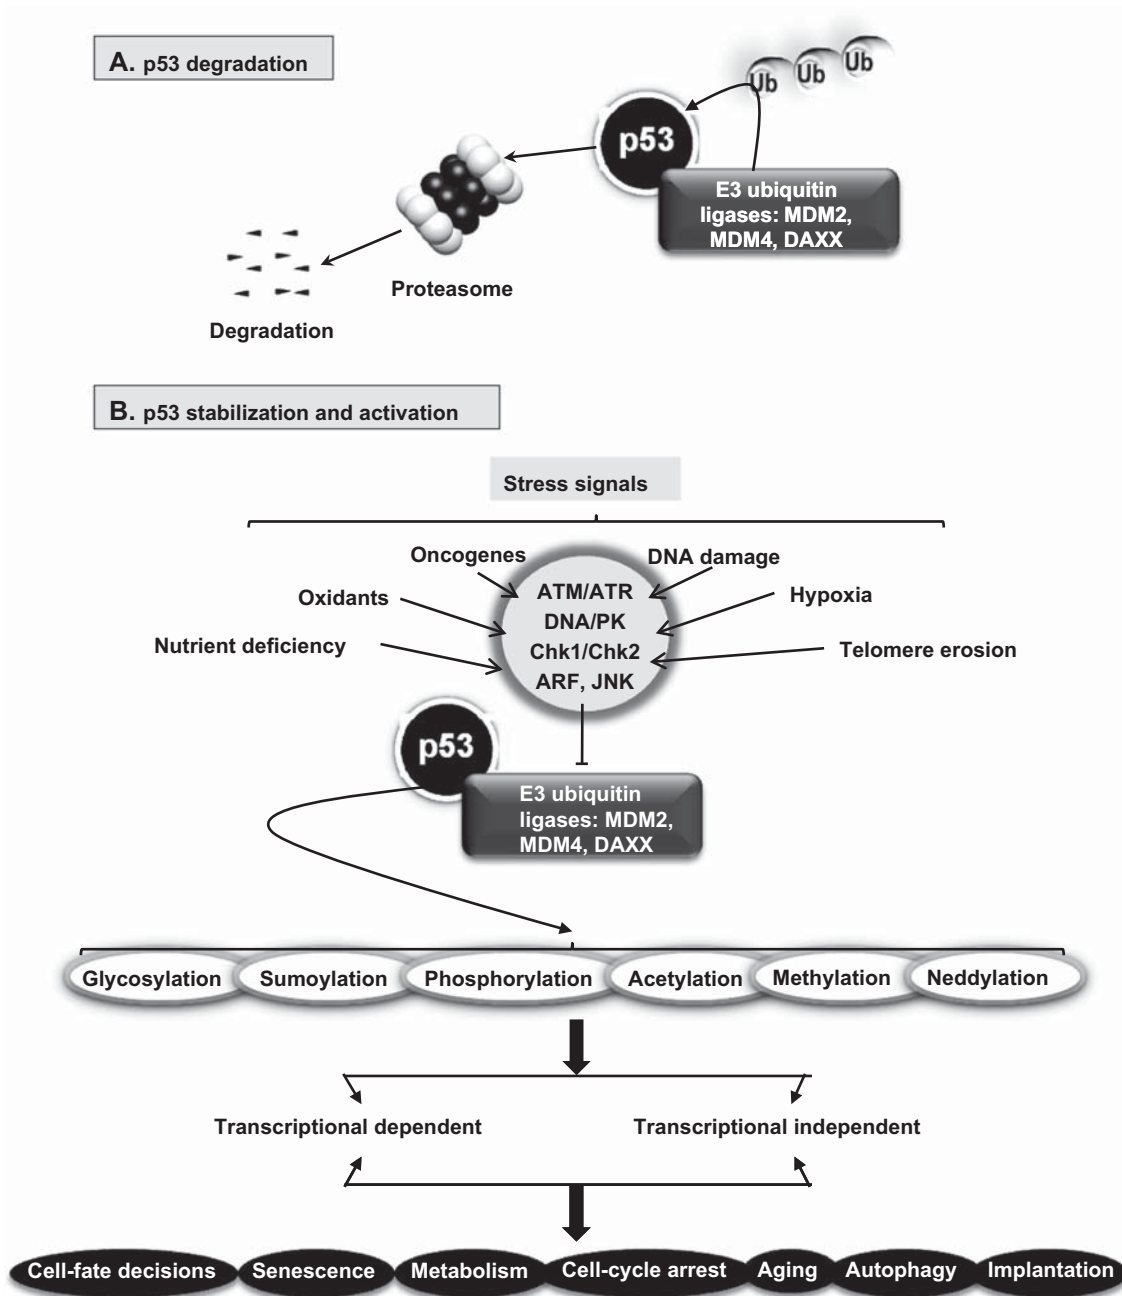 A. p53 degradation
Ub Ub Ub
p53
E3 ubiquitin
ligases: MDM2,
MDM4, DAXX
Proteasome
Degradation
B. p53 stabilization and activation
Stress signals
Oncogenes
DNA damage
Oxidants
Hypoxia
Nutrient deficiency
Telomere erosion
ATM/ATR
DNA/PK
Chk1/Chk2
ARF, JNK
p53
E3 ubiquitin
ligases: MDM2,
MDM4, DAXX
Glycosylation Sumoylation Phosphorylation Acetylation Methylation Neddylation
Transcriptional dependent Transcriptional independent
Cell-fate decisions Senescence Metabolism Cell-cycle arrest Aging Autophagy Implantation